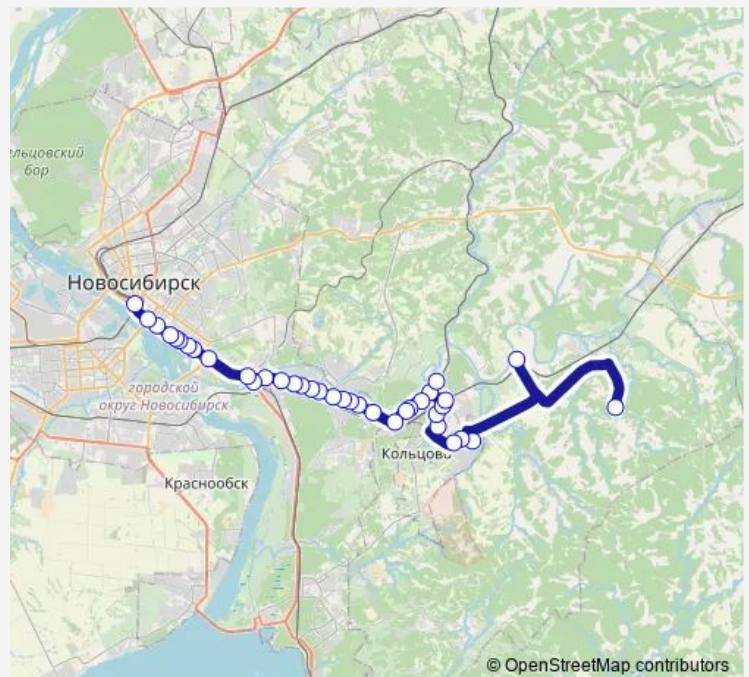 ельцовский
бор
Новосибирск
городской
округ Новосибирск
Кольцово
Краснообск
© OpenStreetMap contributors